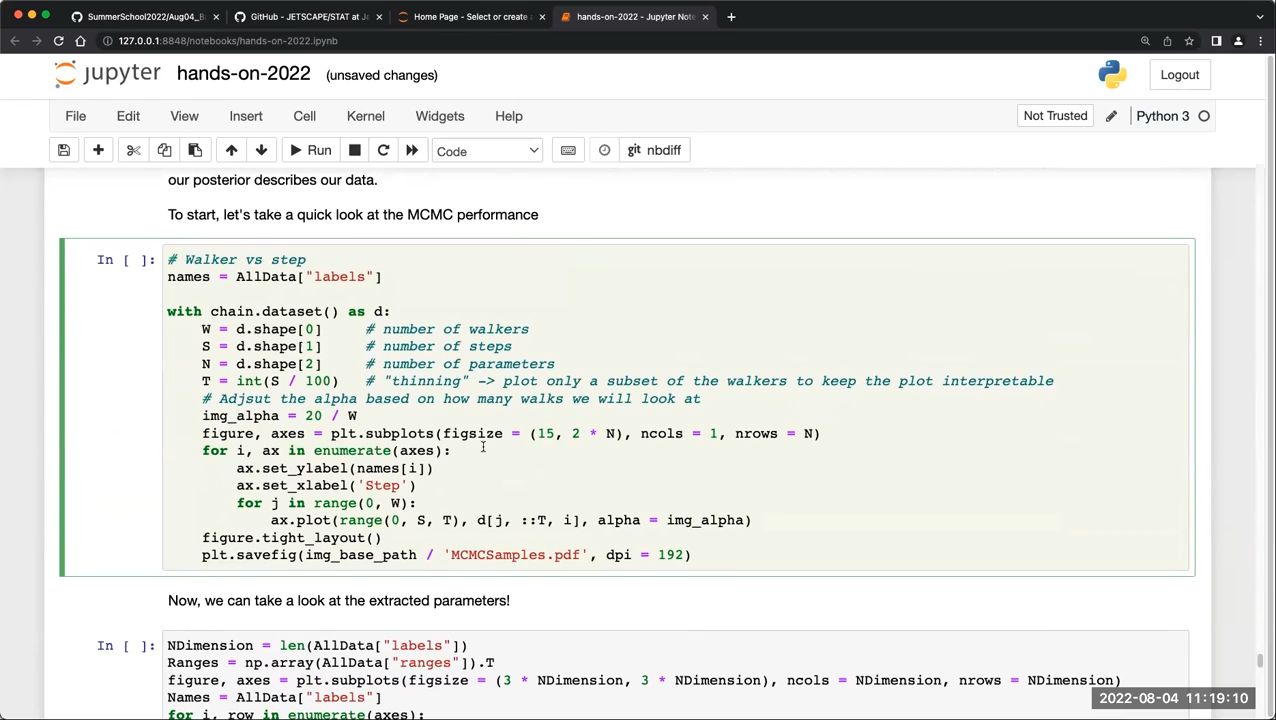 SummerSchool2022/Aug04_Ba
GitHub - JETSCAPE/STAT at Je
Home Page - Select or create a
hands-on-2022 - Jupyter Note
127.0.0.1:8848/notebooks/hands-on-2022.ipynb
jupyter hands-on-2022 (unsaved changes)
Logout
File Edit View Insert Cell Kernel Widgets Help
Not Trusted
Python 3
Run
Code
git nbdiff
our posterior describes our data.
To start, let's take a quick look at the MCMC performance
In [ ]:
# Walker vs step
names = AllData["labels"]
with chain.dataset() as d:
W = d.shape[0] # number of walkers
S = d.shape[1] # number of steps
N = d.shape[2] # number of parameters
T = int(S / 100) # "thinning" -> plot only a subset of the walkers to keep the plot interpretable
# Adjsut the alpha based on how many walks we will look at
img_alpha = 20 / W
figure, axes = plt.subplots(figsize = (15, 2 * N), ncols = 1, nrows = N)
for i, ax in enumerate(axes):
ax.set_ylabel(names[i])
ax.set_xlabel('Step')
for j in range(0, W):
ax.plot(range(0, S, T), d[j, ::T, i], alpha = img_alpha)
figure.tight_layout()
plt.savefig(img_base_path / 'MCMCSamples.pdf', dpi = 192)
Now, we can take a look at the extracted parameters!
In [ ]:
NDimension = len(AllData["labels"])
Ranges = np.array(AllData["ranges"]).T
figure, axes = plt.subplots(figsize = (3 * NDimension, 3 * NDimension), ncols = NDimension, nrows = NDimension)
Names = AllData["labels"]
for i, row in enumerate(axes):
2022-08-04 11:19:10